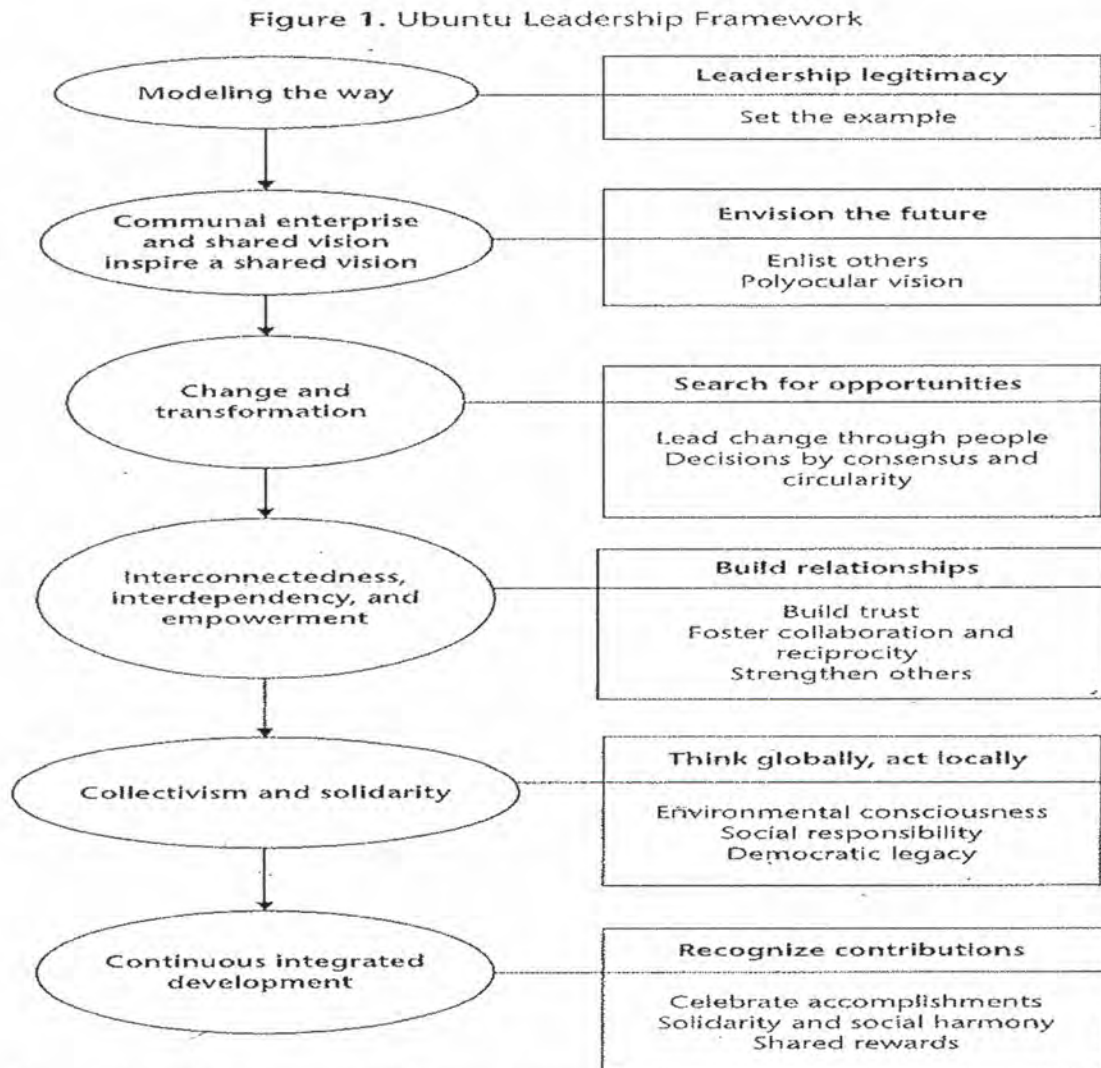 Figure 1. Ubuntu Leadership Framework
Modeling the way
Leadership legitimacy
Set the example
Communal enterprise
and shared vision
inspire a shared vision
Envision the future
Enlist others
Polyocular vision
Change and
transformation
Search for opportunities
Lead change through people
Decisions by consensus and
circularity
Interconnectedness,
interdependency, and
empowerment
Build relationships
Build trust
Foster collaboration and
reciprocity
Strengthen others
Collectivism and solidarity
Think globally, act locally
Environmental consciousness
Social responsibility
Democratic legacy
Continuous integrated
development
Recognize contributions
Celebrate accomplishments
Solidarity and social harmony
Shared rewards